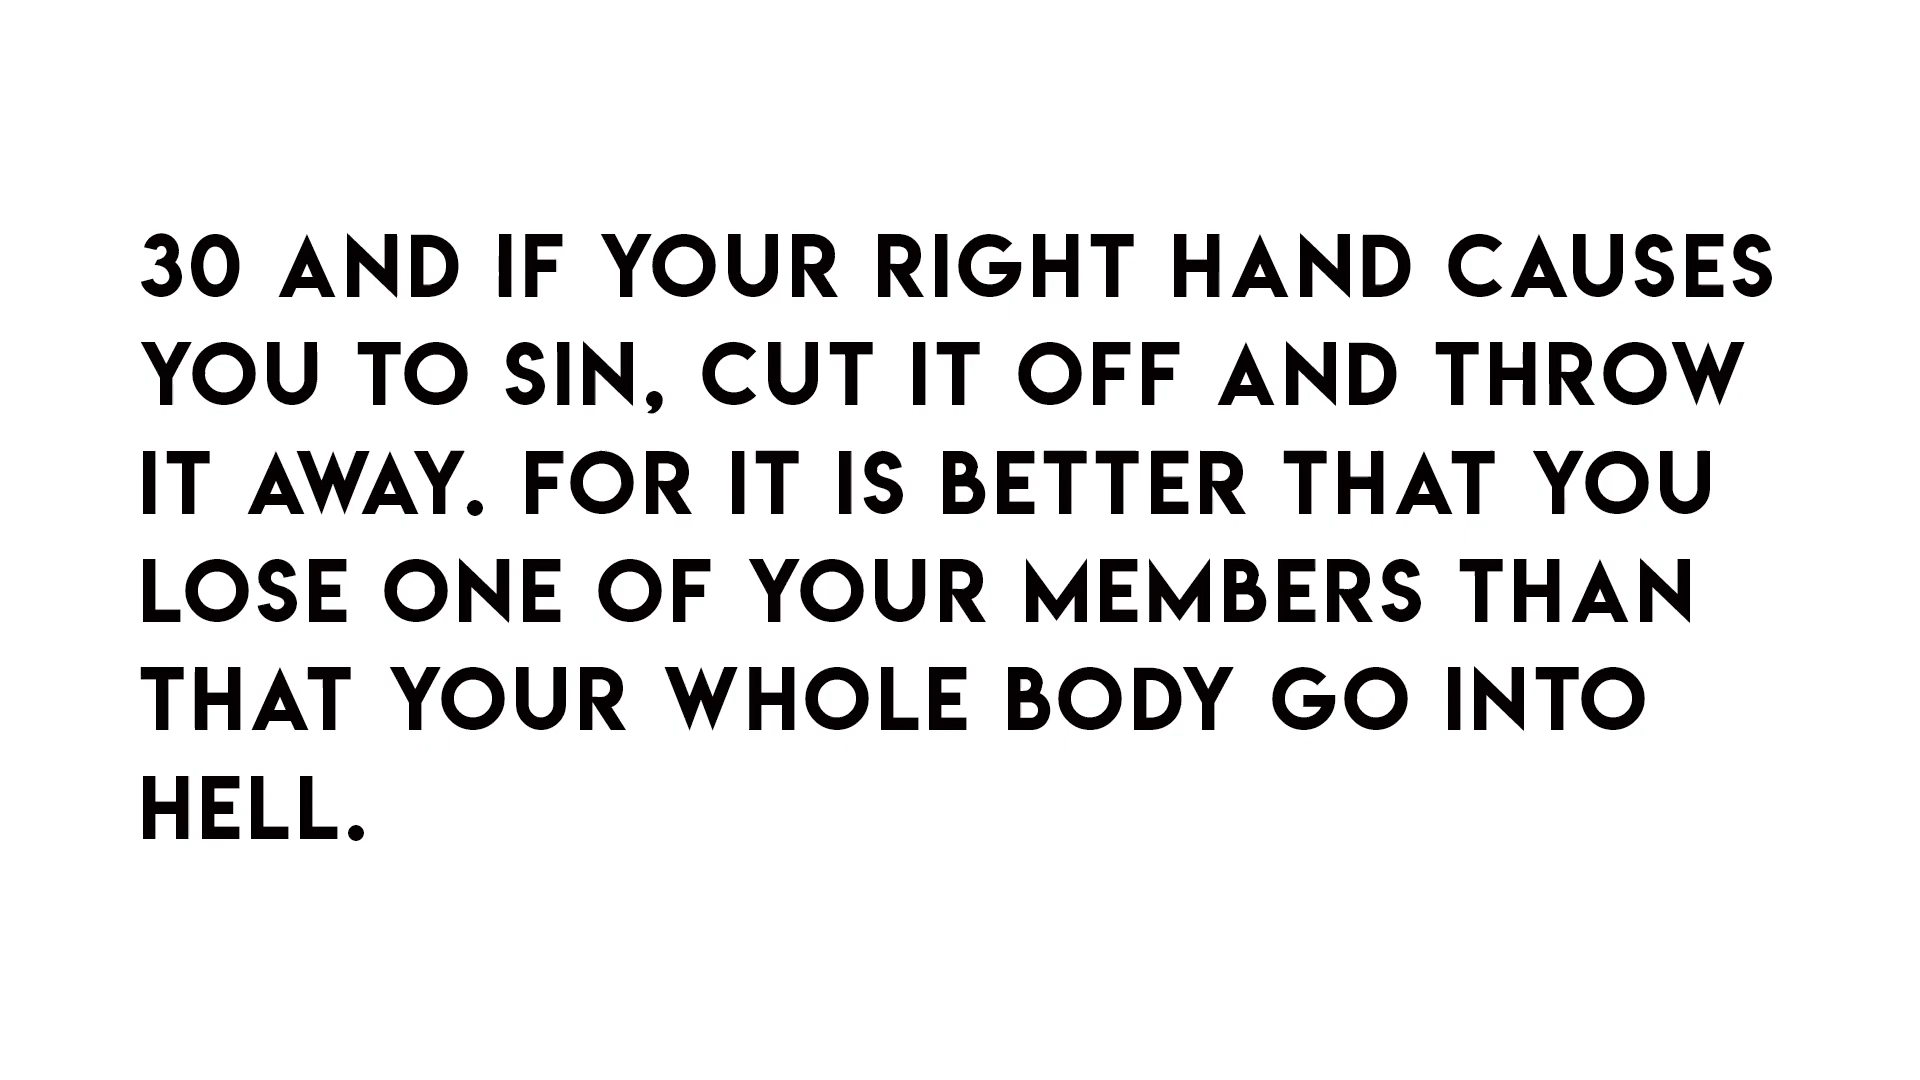 30 AND IF YOUR RIGHT HAND CAUSES
YOU TO SIN, CUT IT OFF AND THROW
IT AWAY. FOR IT IS BETTER THAT YOU
LOSE ONE OF YOUR MEMBERS THAN
THAT YOUR WHOLE BODY GO INTO
HELL.